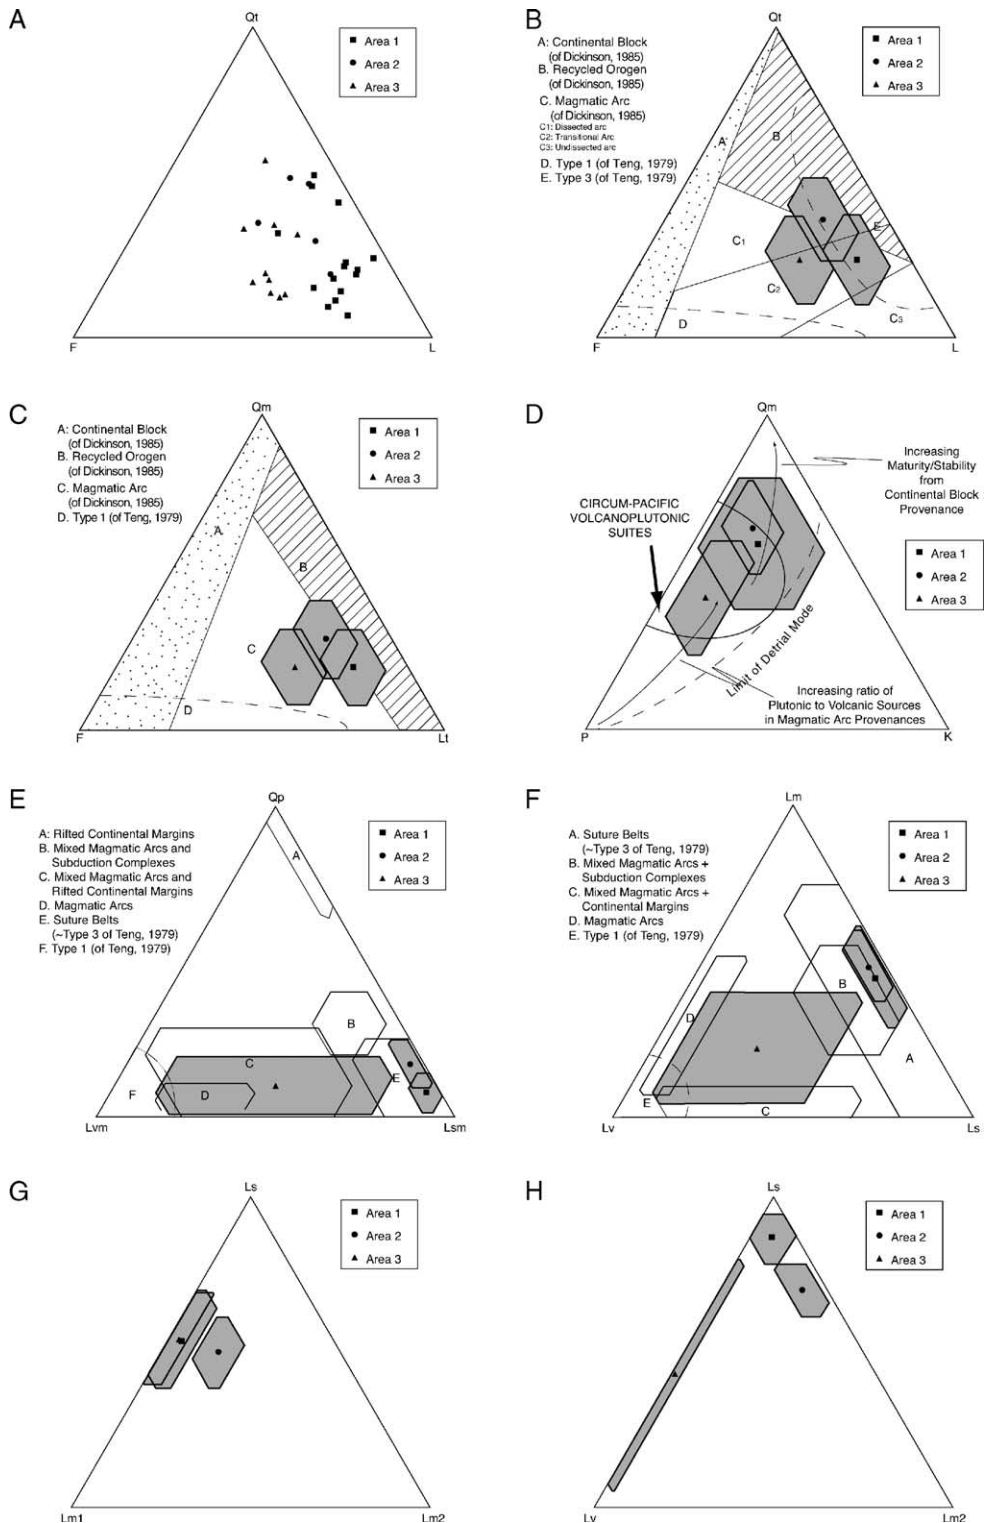 A
Qt
Area 1
Area 2
Area 3
F
L
B
Qt
A: Continental Block
(of Dickinson, 1985)
B. Recycled Orogen
(of Dickinson, 1985)
C. Magmatic Arc
(of Dickinson, 1985)
C1: Dissected arc
C2: Transitional Arc
C3: Undissected arc
D. Type 1 (of Teng, 1979)
E. Type 3 (of Teng, 1979)
Area 1
Area 2
Area 3
A
B
C1
E
C2
C3
D
F
L
C
Qm
A: Continental Block
(of Dickinson, 1985)
B. Recycled Orogen
(of Dickinson, 1985)
C. Magmatic Arc
(of Dickinson, 1985)
D. Type 1 (of Teng, 1979)
Area 1
Area 2
Area 3
A
B
C
D
F
Lt
D
Qm
Increasing
Maturity/Stability
from
Continental Block
Provenance
CIRCUM-PACIFIC
VOLCANOPLUTONIC
SUITES
Area 1
Area 2
Area 3
Limit of Detrial Mode
Increasing ratio of
Plutonic to Volcanic Sources
in Magmatic Arc Provenances
P
K
E
Qp
A: Rifted Continental Margins
B. Mixed Magmatic Arcs and
Subduction Complexes
C. Mixed Magmatic Arcs and
Rifted Continental Margins
D. Magmatic Arcs
E. Suture Belts
(~Type 3 of Teng, 1979)
F. Type 1 (of Teng, 1979)
Area 1
Area 2
Area 3
A
B
C
E
F
D
Lvm
Lsm
F
Lm
A. Suture Belts
(~Type 3 of Teng, 1979)
B. Mixed Magmatic Arcs +
Subduction Complexes
C. Mixed Magmatic Arcs +
Continental Margins
D. Magmatic Arcs
E. Type 1 (of Teng, 1979)
Area 1
Area 2
Area 3
B
D
A
E
C
Lv
Ls
G
Ls
Area 1
Area 2
Area 3
Lm1
Lm2
H
Ls
Area 1
Area 2
Area 3
Lv
Lm2